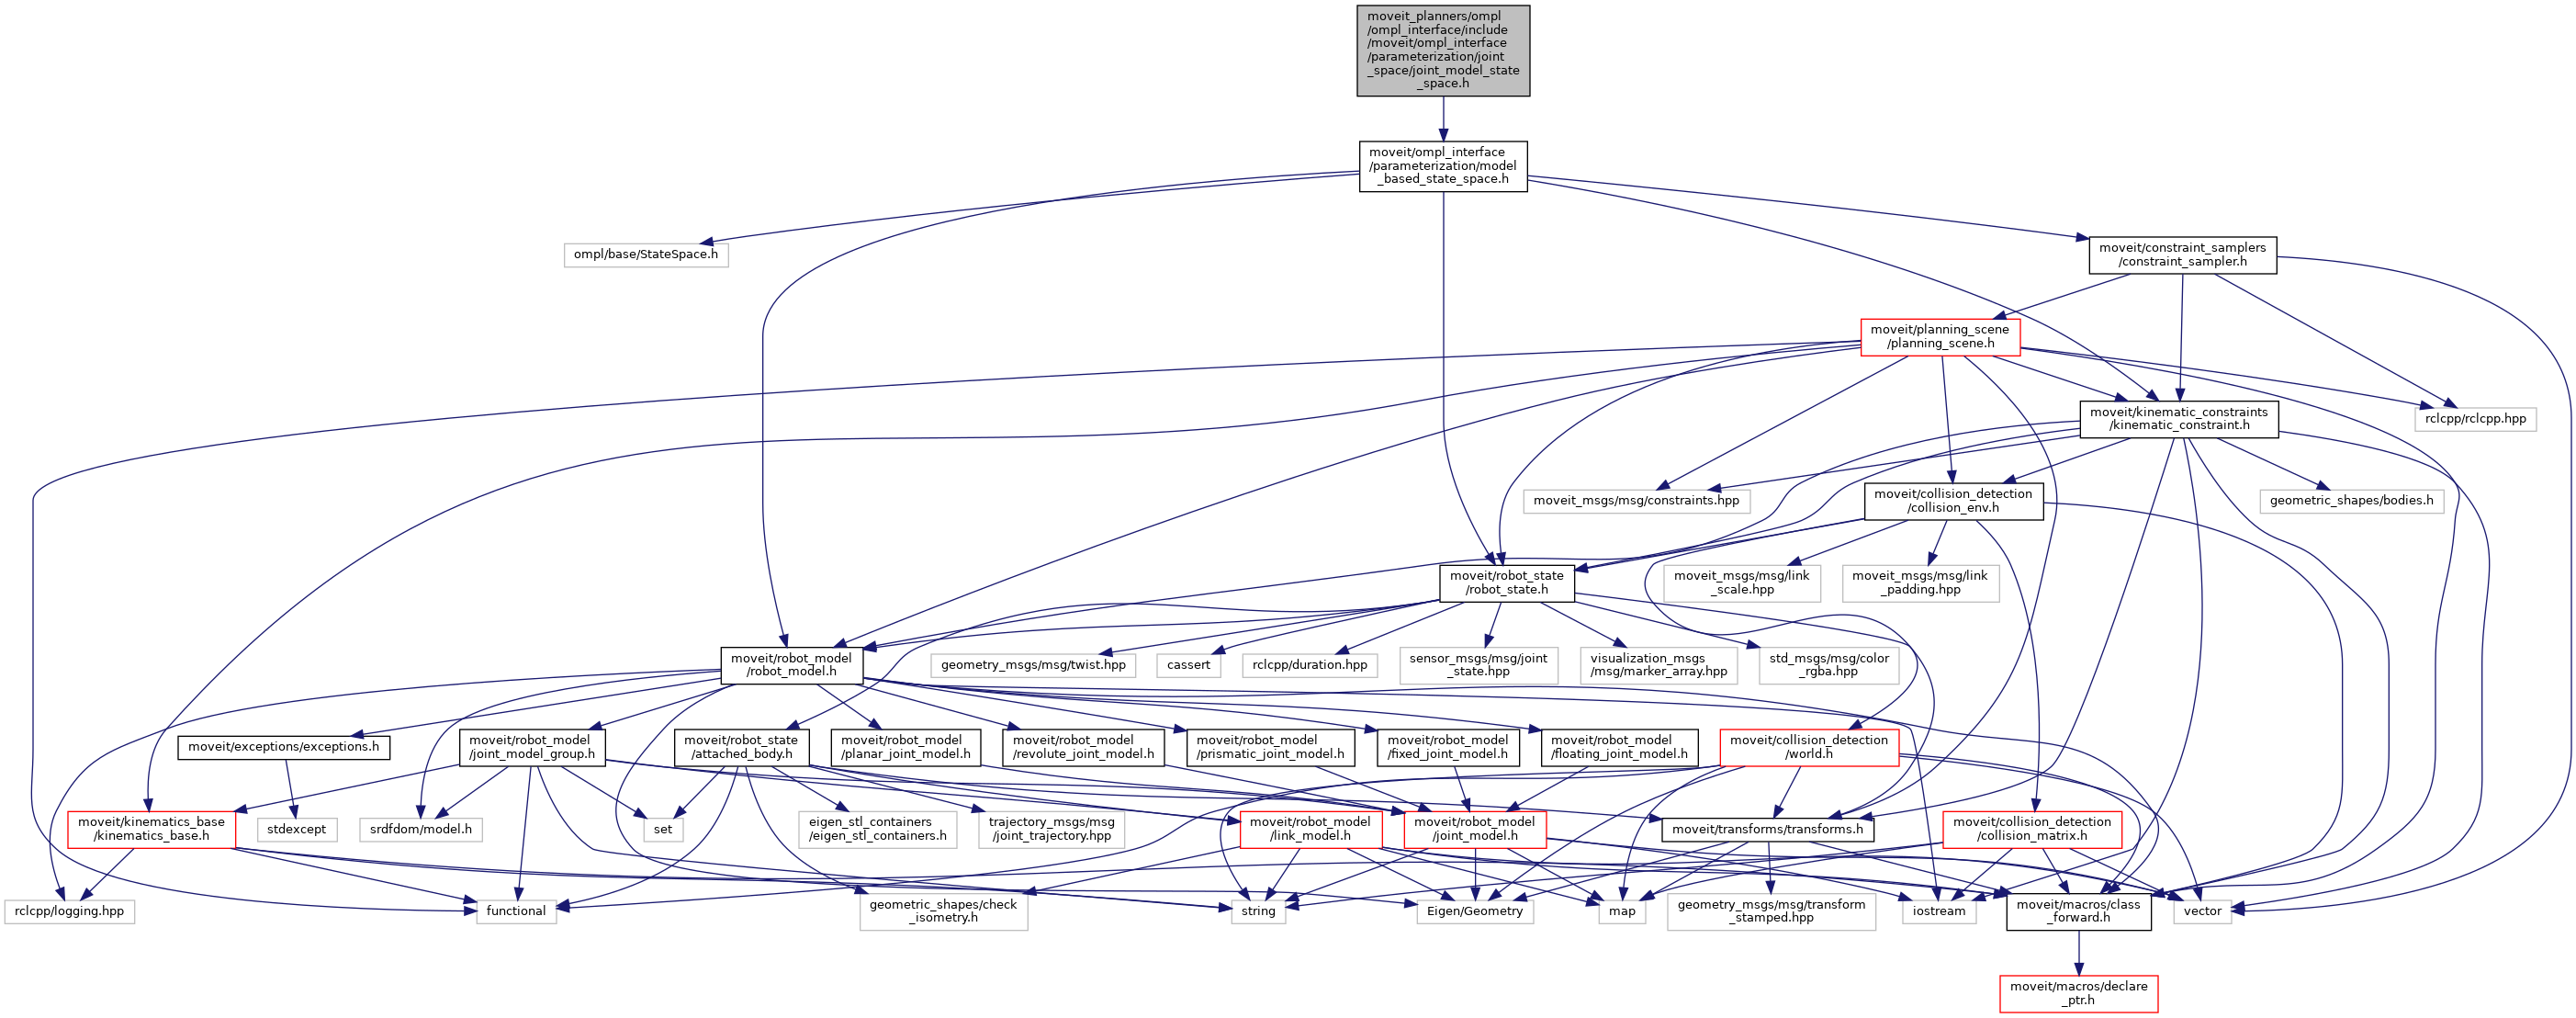 moveit_planners/ompl
/ompl_interface/include
/moveit/ompl_interface
/parameterization/joint
_space/joint_model_state
_space.h
moveit/ompl_interface
/parameterization/model
_based_state_space.h
ompl/base/StateSpace.h
moveit/constraint_samplers
/constraint_sampler.h
moveit/planning_scene
/planning_scene.h
moveit/kinematic_constraints
/kinematic_constraint.h
rclcpp/rclcpp.hpp
moveit_msgs/msg/constraints.hpp
moveit/collision_detection
/collision_env.h
geometric_shapes/bodies.h
moveit/robot_state
/robot_state.h
moveit_msgs/msg/link
_scale.hpp
moveit_msgs/msg/link
_padding.hpp
moveit/robot_model
/robot_model.h
geometry_msgs/msg/twist.hpp
cassert
rclcpp/duration.hpp
sensor_msgs/msg/joint
_state.hpp
visualization_msgs
/msg/marker_array.hpp
std_msgs/msg/color
_rgba.hpp
moveit/exceptions/exceptions.h
moveit/robot_model
/joint_model_group.h
moveit/robot_state
/attached_body.h
moveit/robot_model
/planar_joint_model.h
moveit/robot_model
/revolute_joint_model.h
moveit/robot_model
/prismatic_joint_model.h
moveit/robot_model
/fixed_joint_model.h
moveit/robot_model
/floating_joint_model.h
moveit/collision_detection
/world.h
moveit/kinematics_base
/kinematics_base.h
stdexcept
srdfdom/model.h
set
eigen_stl_containers
/eigen_stl_containers.h
trajectory_msgs/msg
/joint_trajectory.hpp
moveit/robot_model
/link_model.h
moveit/robot_model
/joint_model.h
moveit/transforms/transforms.h
moveit/collision_detection
/collision_matrix.h
rclcpp/logging.hpp
functional
geometric_shapes/check
_isometry.h
string
Eigen/Geometry
map
geometry_msgs/msg/transform
_stamped.hpp
iostream
moveit/macros/class
_forward.h
vector
moveit/macros/declare
_ptr.h